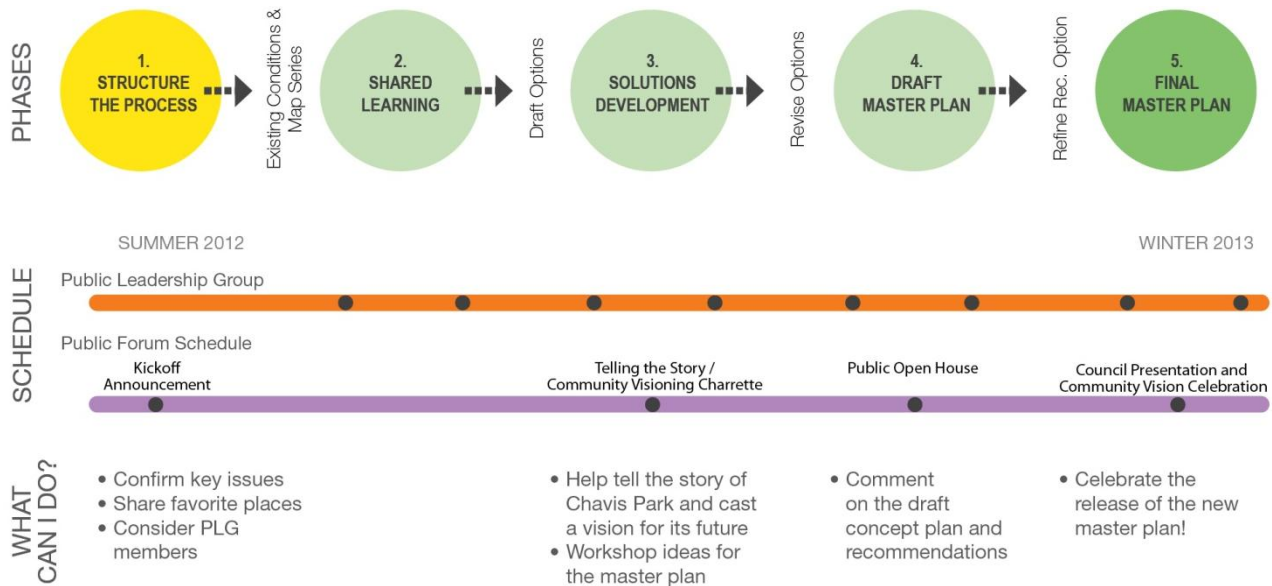 PHASES
1.
STRUCTURE
THE PROCESS
Existing Conditions &
Map Series
2.
SHARED
LEARNING
Draft Options
3.
SOLUTIONS
DEVELOPMENT
Revise Options
4.
DRAFT
MASTER PLAN
Refine Rec. Option
5.
FINAL
MASTER PLAN
SCHEDULE
SUMMER 2012
WINTER 2013
Public Leadership Group
Public Forum Schedule
Kickoff
Announcement
Telling the Story /
Community Visioning Charrette
Public Open House
Council Presentation and
Community Vision Celebration
WHAT
CAN I DO?
• Confirm key issues
• Share favorite places
• Consider PLG
members
• Help tell the story of
Chavis Park and cast
a vision for its future
• Workshop ideas for
the master plan
• Comment
on the draft
concept plan and
recommendations
• Celebrate the
release of the new
master plan!